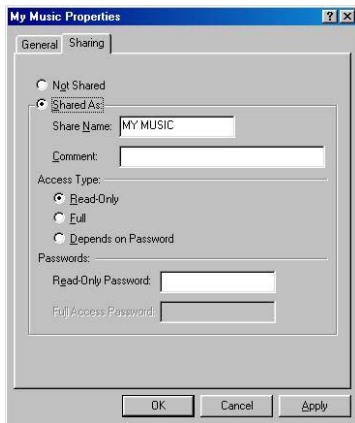 My Music Properties
General Sharing
Not Shared
Shared As:
Share Name: MY MUSIC
Comment:
Access Type:
Read-Only
Full
Depends on Password
Passwords:
Read-Only Password:
Full Access Password:
OK Cancel Apply